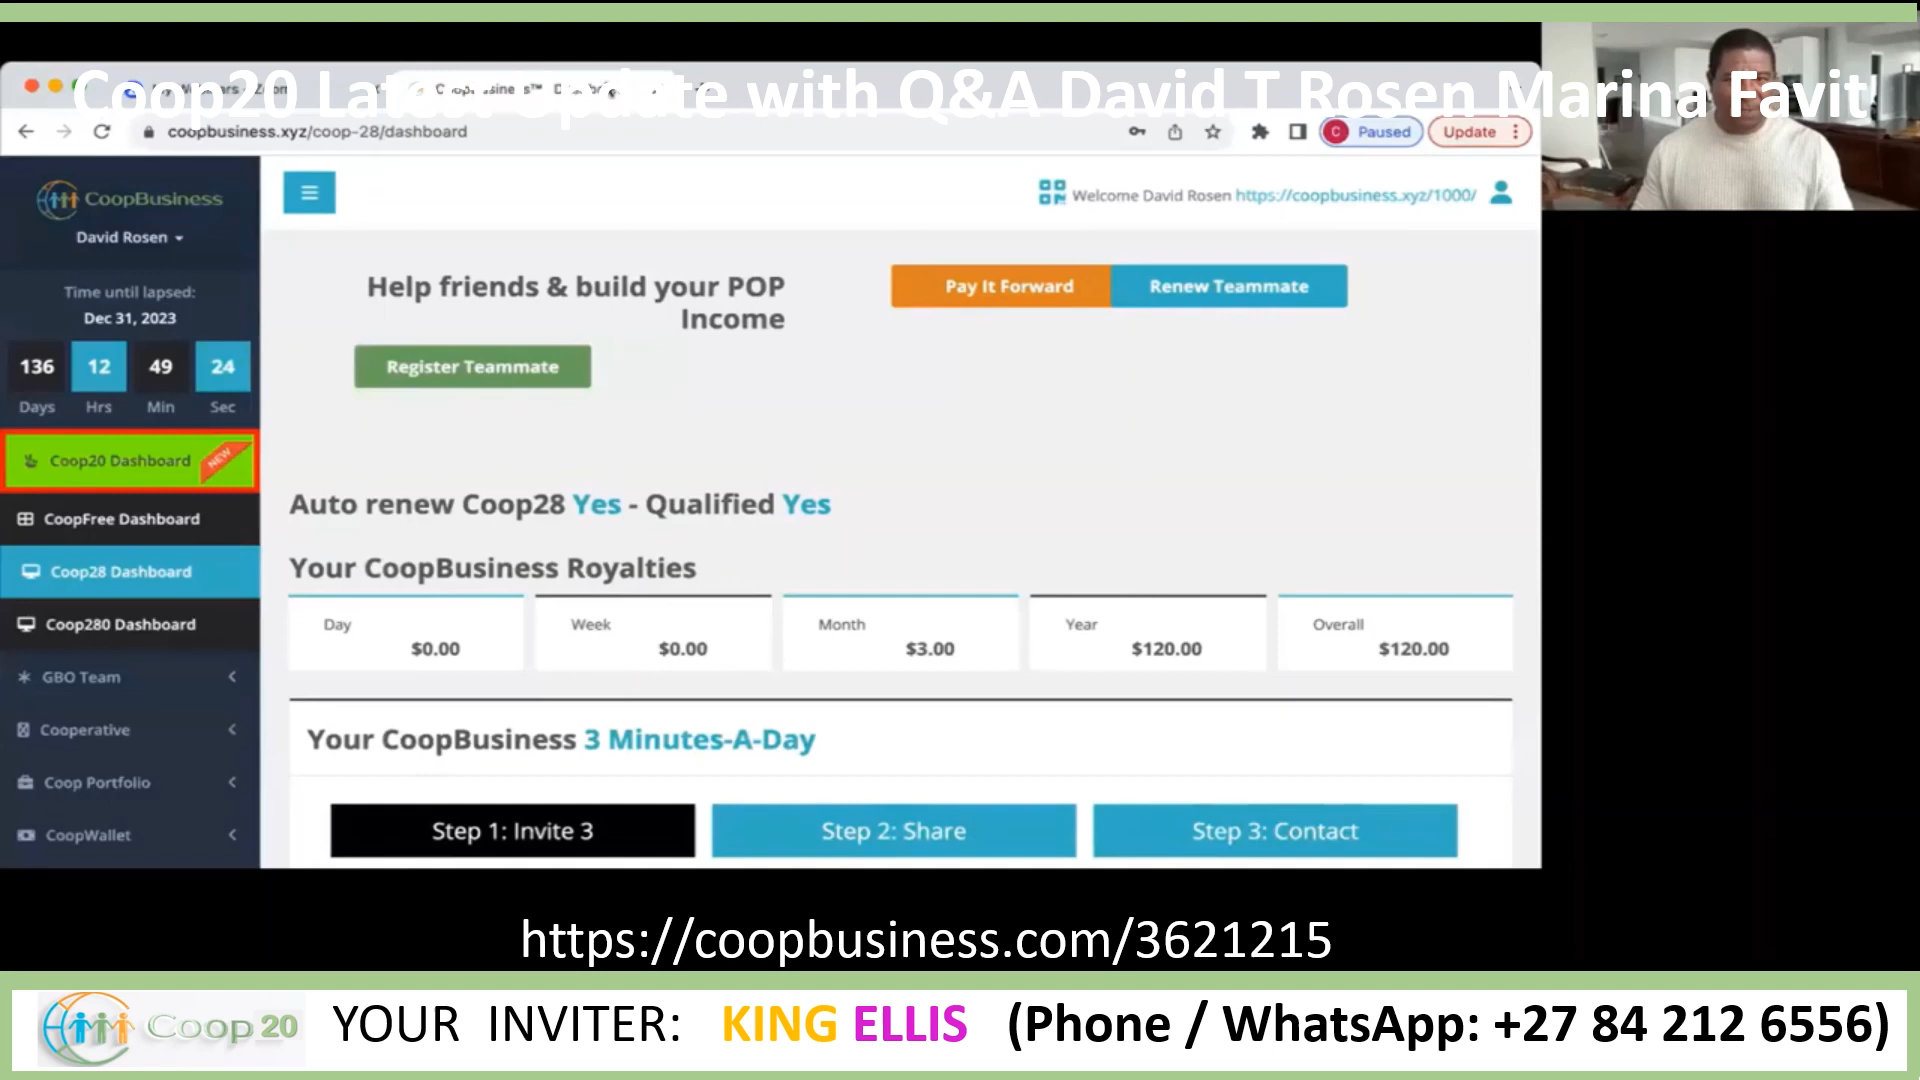 Coop20 Latest Update with Q&A David T Rosen Marina Favit
coopbusiness.xyz/coop-28/dashboard
C Paused
Update
CoopBusiness
David Rosen
Welcome David Rosen https://coopbusiness.xyz/1000/
Time until lapsed:
Dec 31, 2023
136 12 49 24
Days Hrs Min Sec
Coop20 Dashboard NEW
CoopFree Dashboard
Coop28 Dashboard
Coop280 Dashboard
GBO Team
Cooperative
Coop Portfolio
CoopWallet
Help friends & build your POP
Income
Pay It Forward
Renew Teammate
Register Teammate
Auto renew Coop28 Yes - Qualified Yes
Your CoopBusiness Royalties
Day
$0.00
Week
$0.00
Month
$3.00
Year
$120.00
Overall
$120.00
Your CoopBusiness 3 Minutes-A-Day
Step 1: Invite 3
Step 2: Share
Step 3: Contact
https://coopbusiness.com/3621215
Coop 20
YOUR INVITER: KING ELLIS (Phone / WhatsApp: +27 84 212 6556)